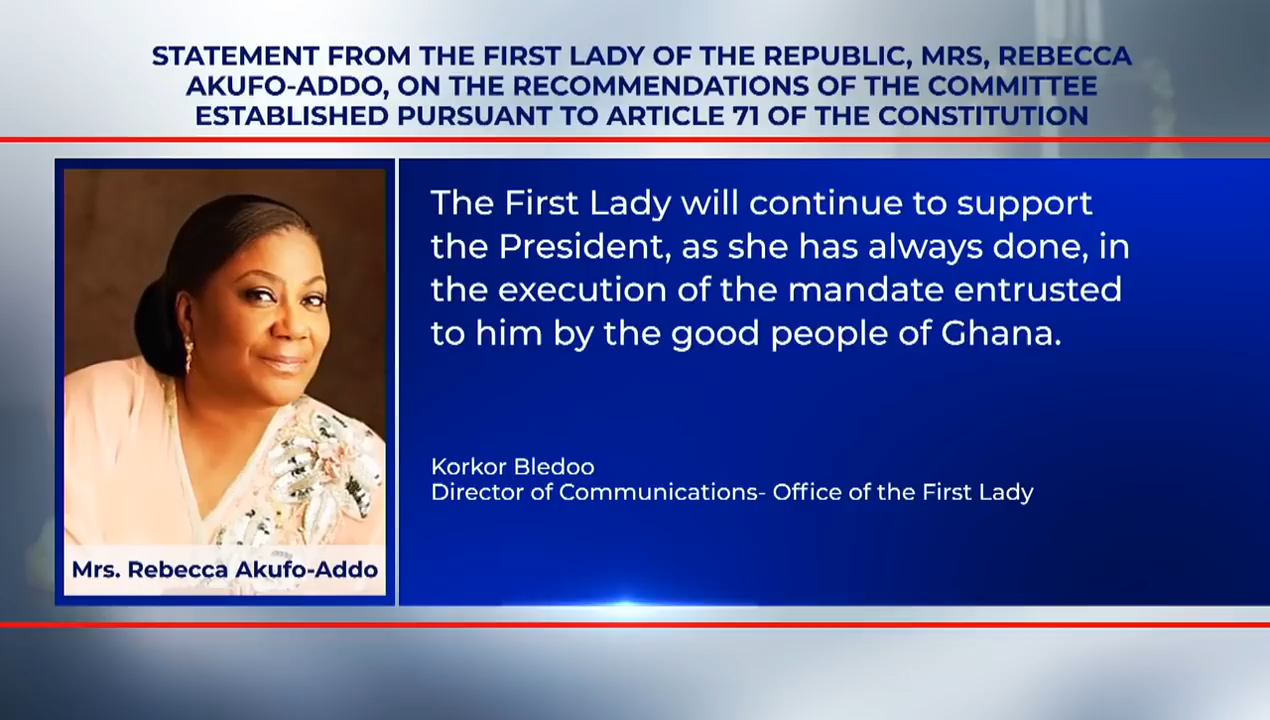 STATEMENT FROM THE FIRST LADY OF THE REPUBLIC, MRS, REBECCA
AKUFO-ADDO, ON THE RECOMMENDATIONS OF THE COMMITTEE
ESTABLISHED PURSUANT TO ARTICLE 71 OF THE CONSTITUTION
The First Lady will continue to support
the President, as she has always done, in
the execution of the mandate entrusted
to him by the good people of Ghana.
Korkor Bledoo
Director of Communications- Office of the First Lady
Mrs. Rebecca Akufo-Addo